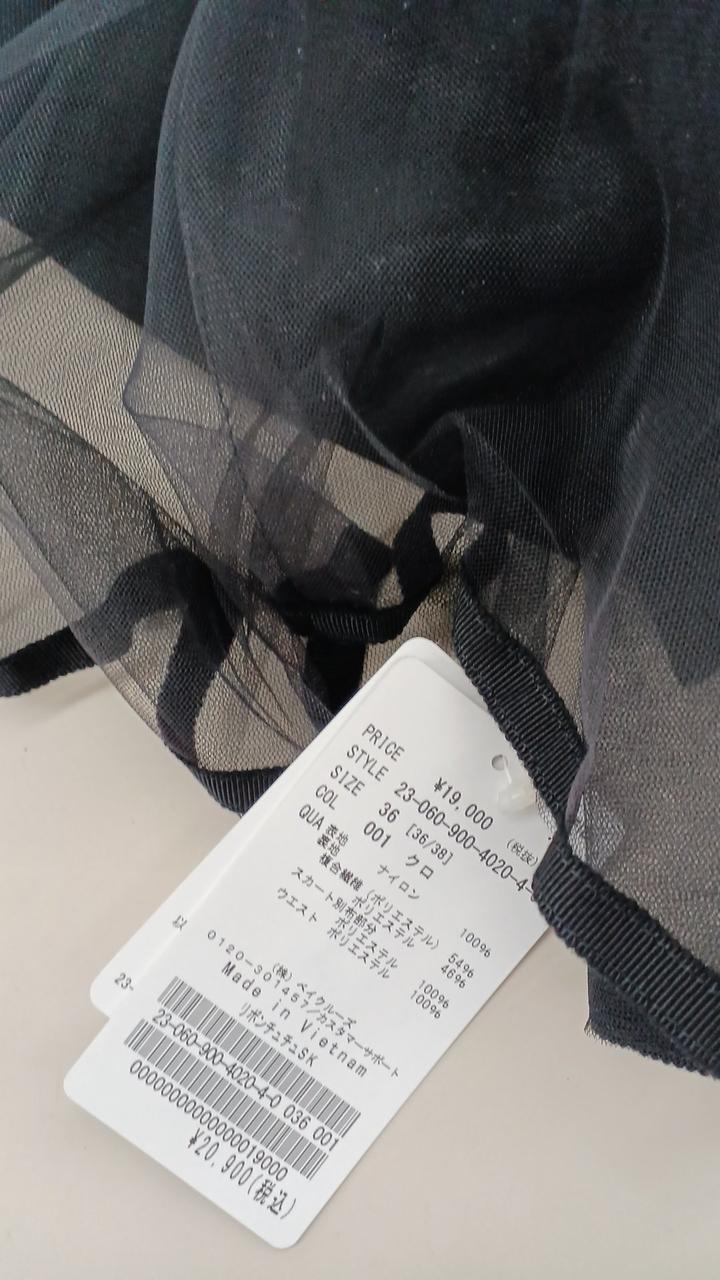 PRICE ¥19,000 (税抜)
STYLE 23-060-900-4020-4-
SIZE 36 [36/38]
COL 001 クロ
QUA 表地 ナイロン 100%
裏地
複合繊維(ポリエステル) 54%
ポリエステル 46%
スカート別布部分
ポリエステル 100%
ウエスト ポリエステル 100%
(株)ベイクルーズ
0120-301457/カスタマーサポート
Made in Vietnam
リボンチュチュSK
23-060-900-4020-4-0 036 001
0000000000000019000
¥20,900(税込)
以
23-